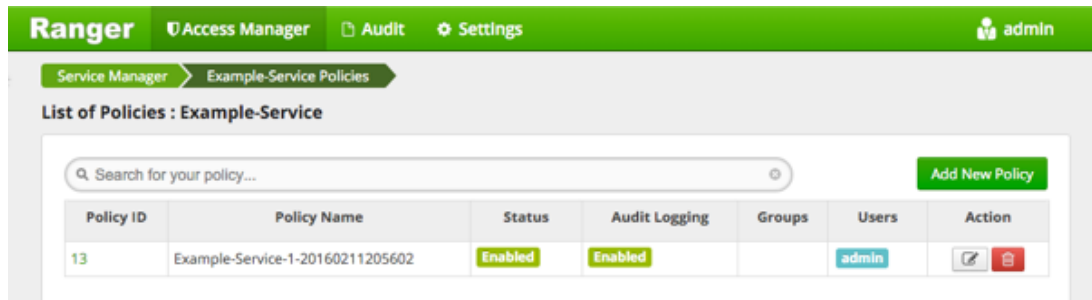 Ranger Access Manager Audit Settings admin
Service Manager Example-Service Policies
List of Policies : Example-Service
Search for your policy... Add New Policy
Policy ID Policy Name Status Audit Logging Groups Users Action
13 Example-Service-1-20160211205602 Enabled Enabled admin